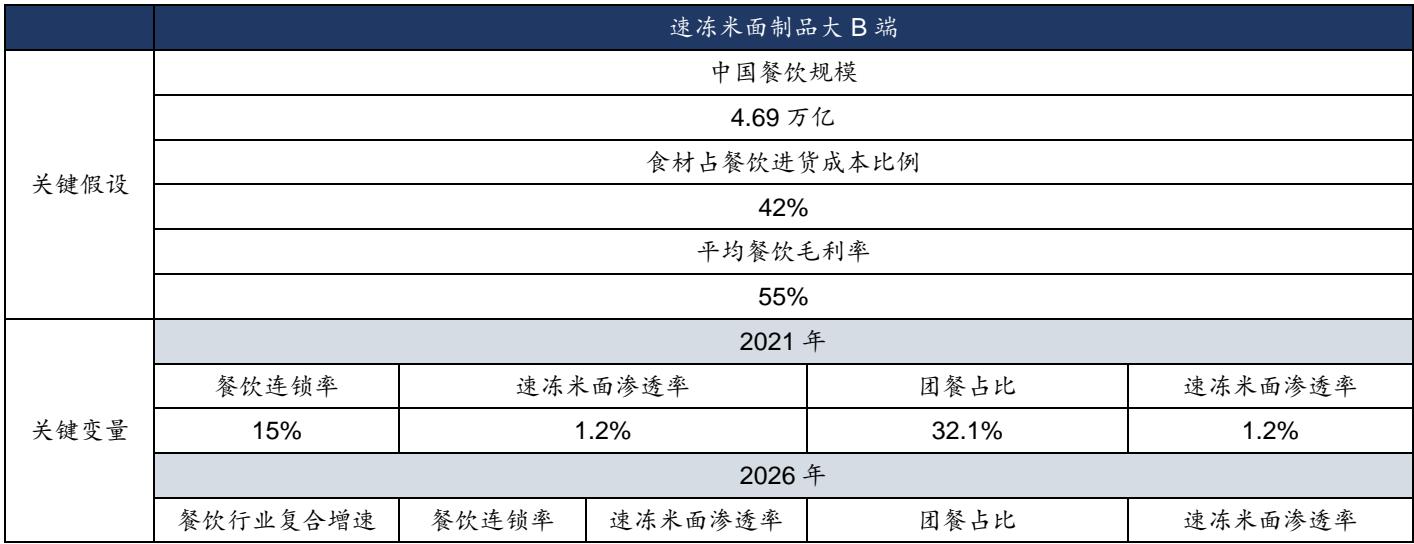 速冻米面制品大 B 端
关键假设
中国餐饮规模
4.69 万亿
食材占餐饮进货成本比例
42%
平均餐饮毛利率
55%
关键变量
2021 年
餐饮连锁率 速冻米面渗透率 团餐占比 速冻米面渗透率
15% 1.2% 32.1% 1.2%
2026 年
餐饮行业复合增速 餐饮连锁率 速冻米面渗透率 团餐占比 速冻米面渗透率